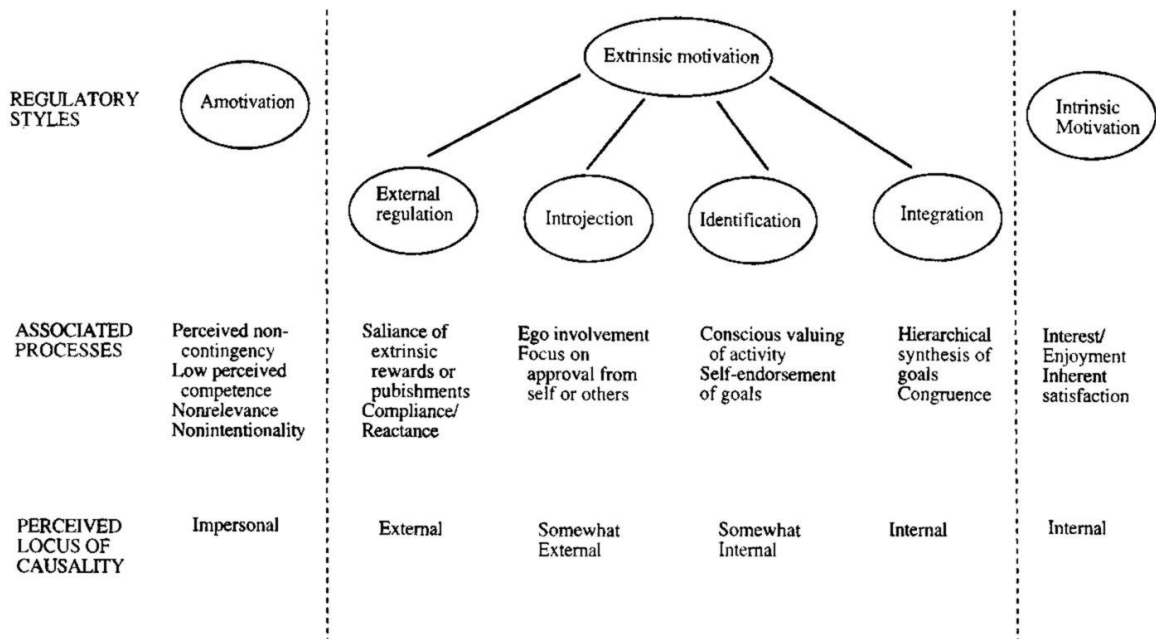 Extrinsic motivation
REGULATORY
STYLES
Amotivation
Intrinsic
Motivation
External
regulation
Introjection
Identification
Integration
ASSOCIATED
PROCESSES
Perceived non-
contingency
Low perceived
competence
Nonrelevance
Nonintentionality
Saliance of
extrinsic
rewards or
pubishments
Compliance/
Reactance
Ego involvement
Focus on
approval from
self or others
Conscious valuing
of activity
Self-endorsement
of goals
Hierarchical
synthesis of
goals
Congruence
Interest/
Enjoyment
Inherent
satisfaction
PERCEIVED
LOCUS OF
CAUSALITY
Impersonal
External
Somewhat
External
Somewhat
Internal
Internal
Internal